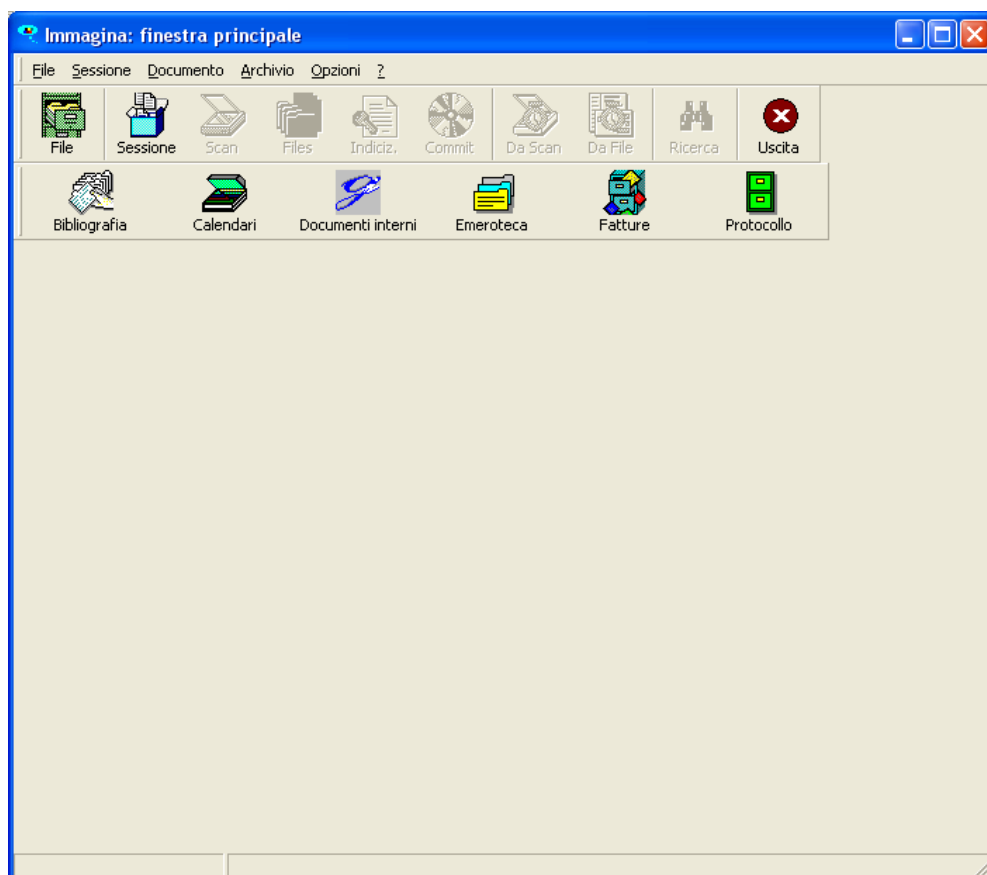 Immagina: finestra principale
File Sessione Documento Archivio Opzioni ?
File Sessione Scan Files Indiciz. Commit Da Scan Da File Ricerca Uscita
Bibliografia Calendari Documenti interni Emeroteca Fatture Protocollo